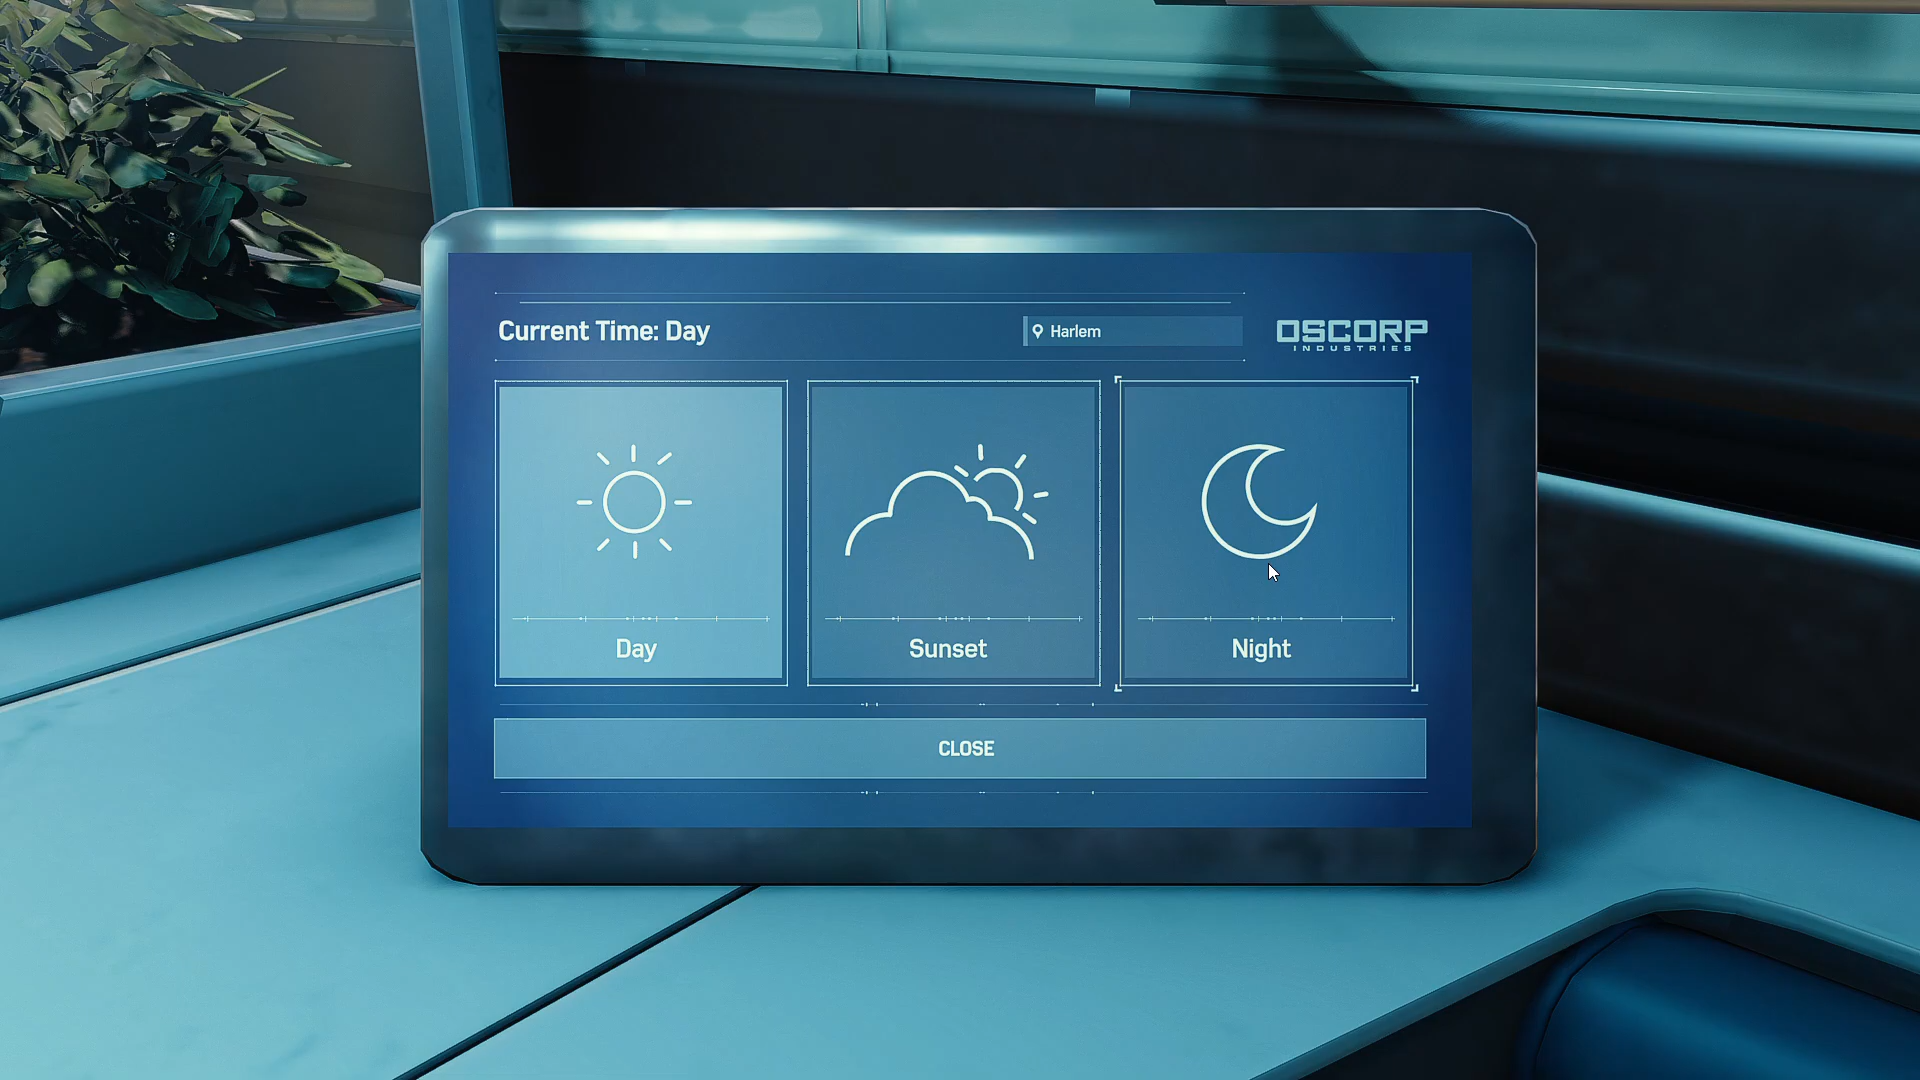 Current Time: Day
Harlem
OSCORP
INDUSTRIES
Day
Sunset
Night
CLOSE